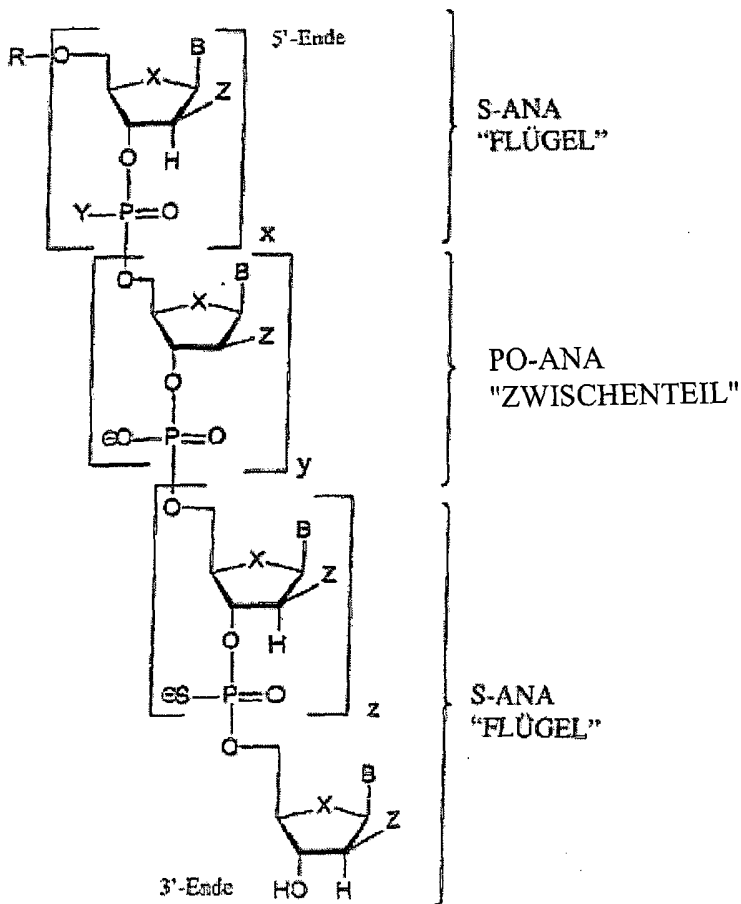 5'-Ende
R-O
B
X
Z
O
H
Y-P=O
x
S-ANA
“FLÜGEL”
O
B
X
Z
O
⊖O-P=O
y
PO-ANA
"ZWISCHENTEIL"
O
B
X
Z
O
H
⊖S-P=O
z
O
B
X
Z
3'-Ende
HO
H
S-ANA
“FLÜGEL”